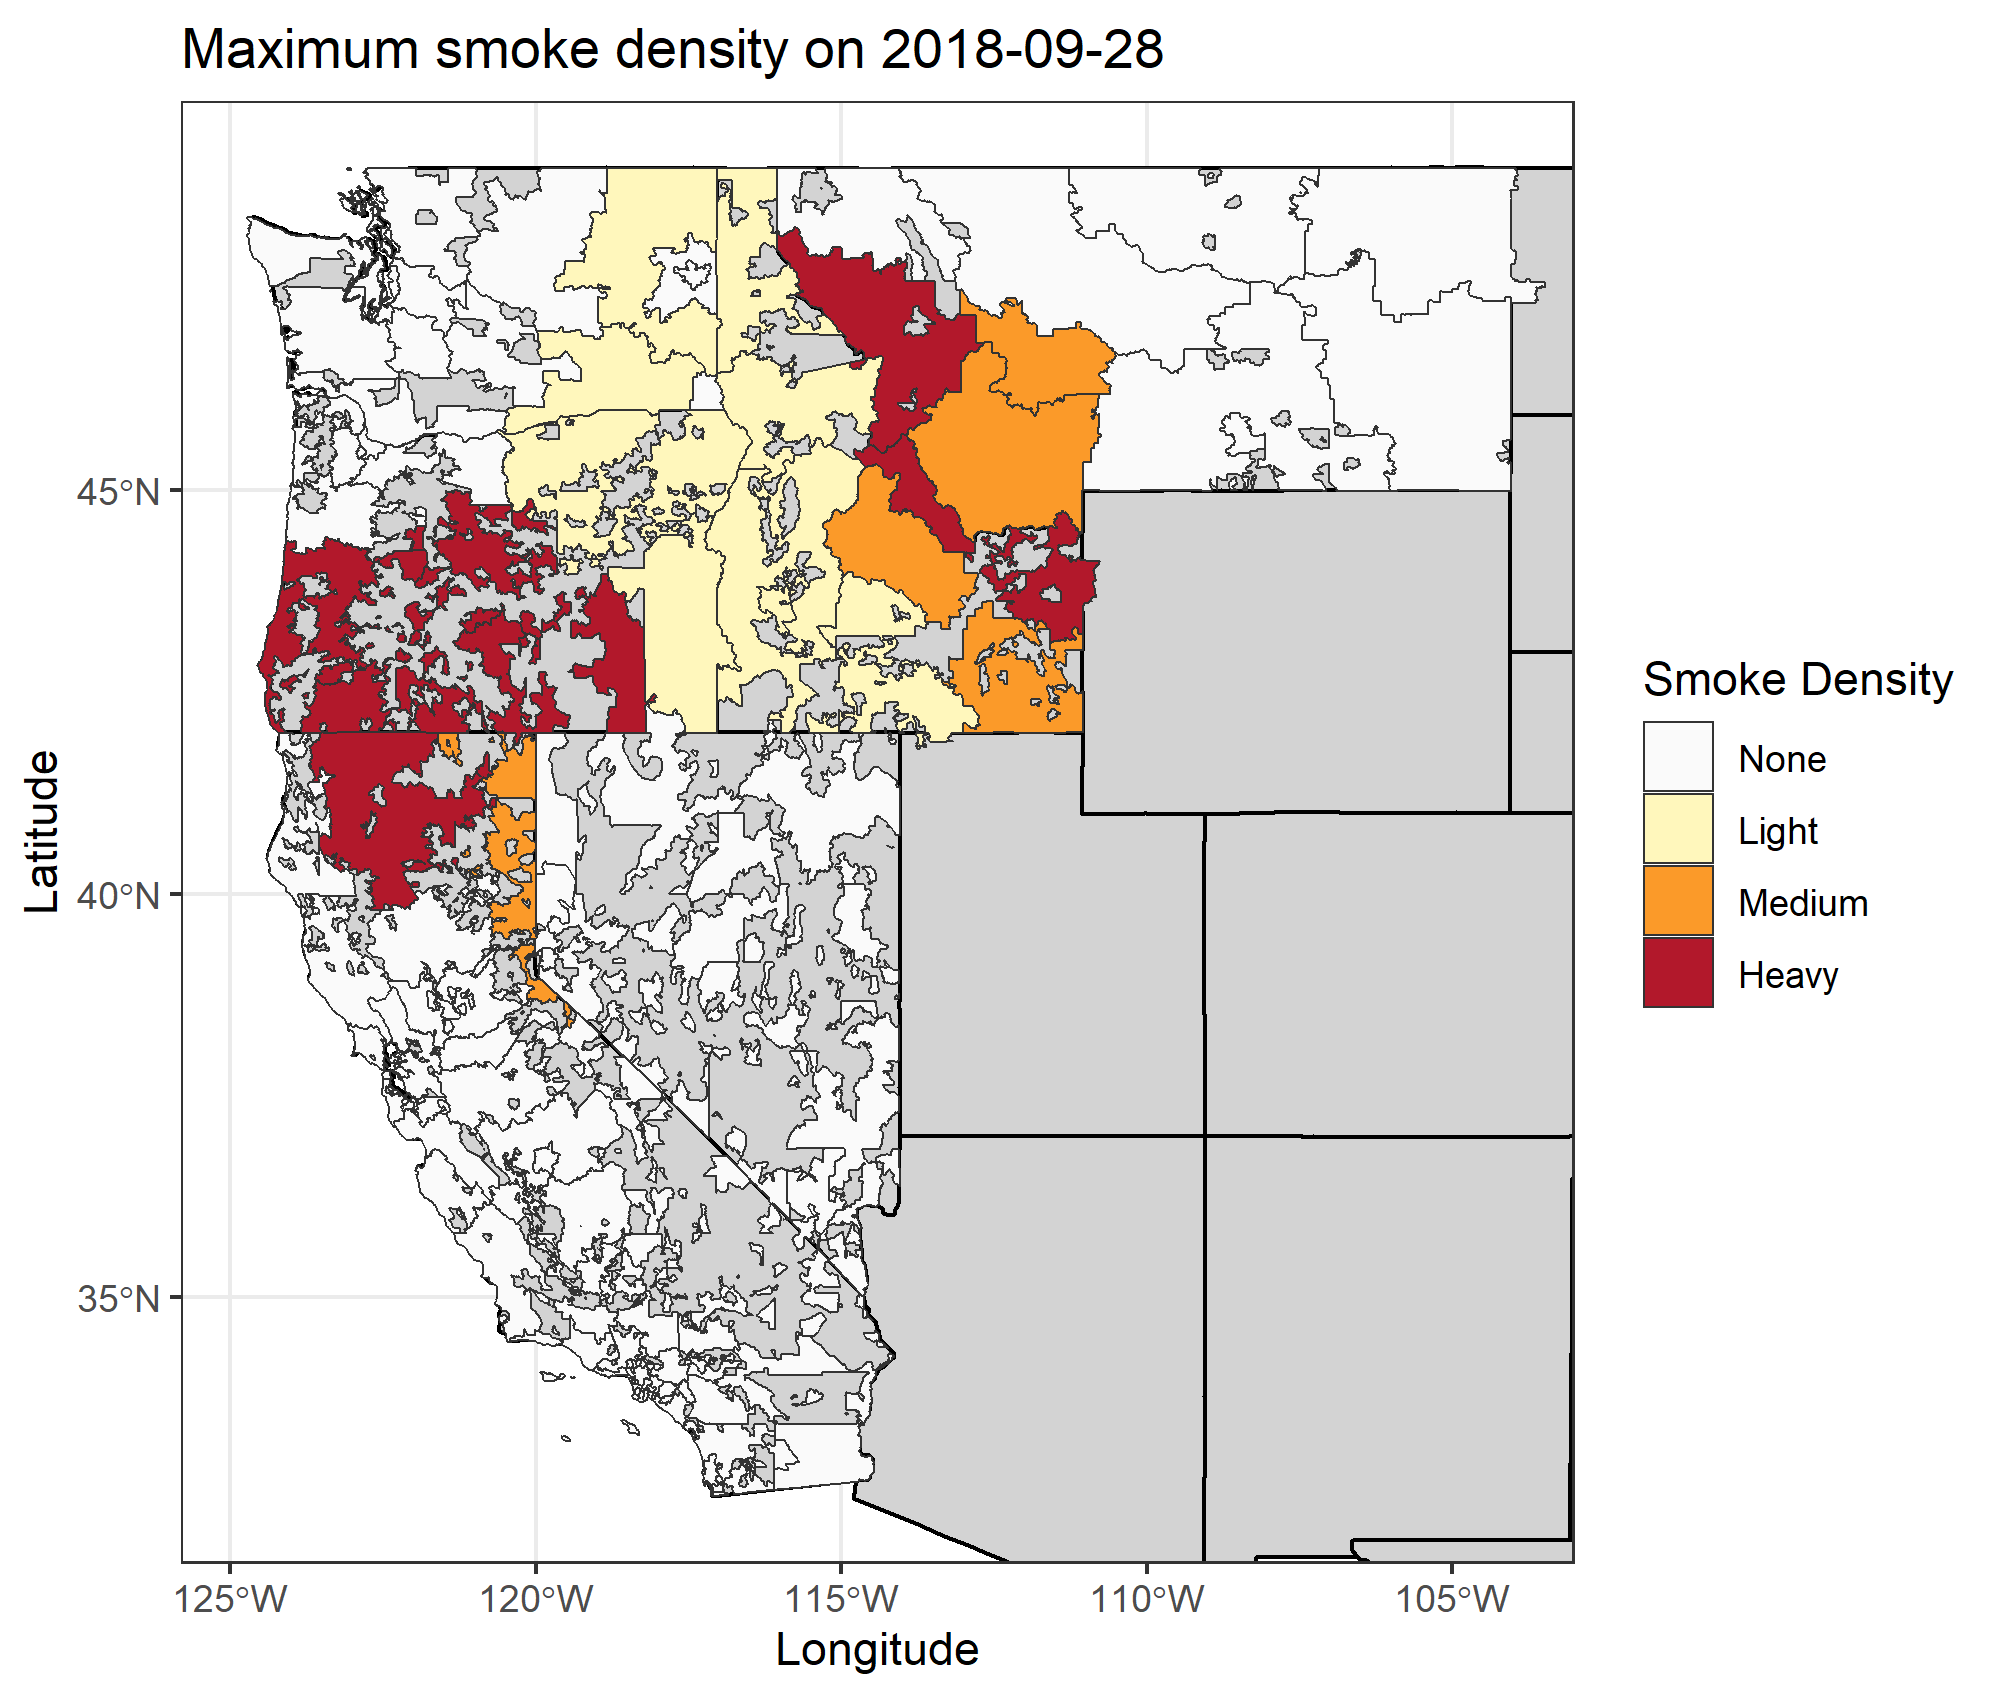 Maximum smoke density on 2018-09-28
45°N
40°N
35°N
Latitude
125°W
120°W
115°W
110°W
105°W
Longitude
Smoke Density
None
Light
Medium
Heavy